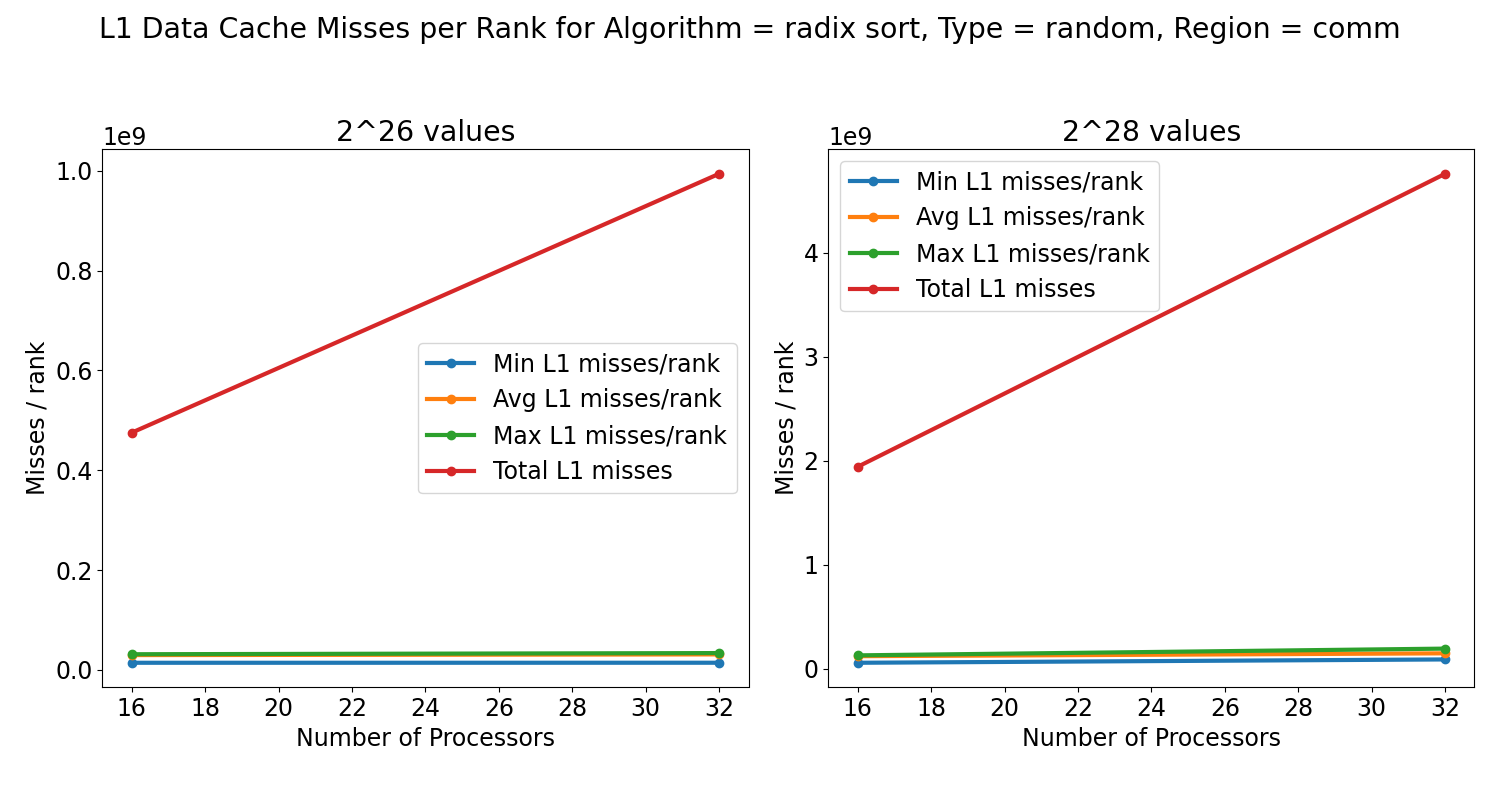 L1 Data Cache Misses per Rank for Algorithm = radix sort, Type = random, Region = comm
2^26 values
1e9
1.0
0.8
0.6
0.4
0.2
0.0
Misses / rank
Min L1 misses/rank
Avg L1 misses/rank
Max L1 misses/rank
Total L1 misses
16 18 20 22 24 26 28 30 32
Number of Processors
2^28 values
1e9
4
3
2
1
0
Misses / rank
Min L1 misses/rank
Avg L1 misses/rank
Max L1 misses/rank
Total L1 misses
16 18 20 22 24 26 28 30 32
Number of Processors